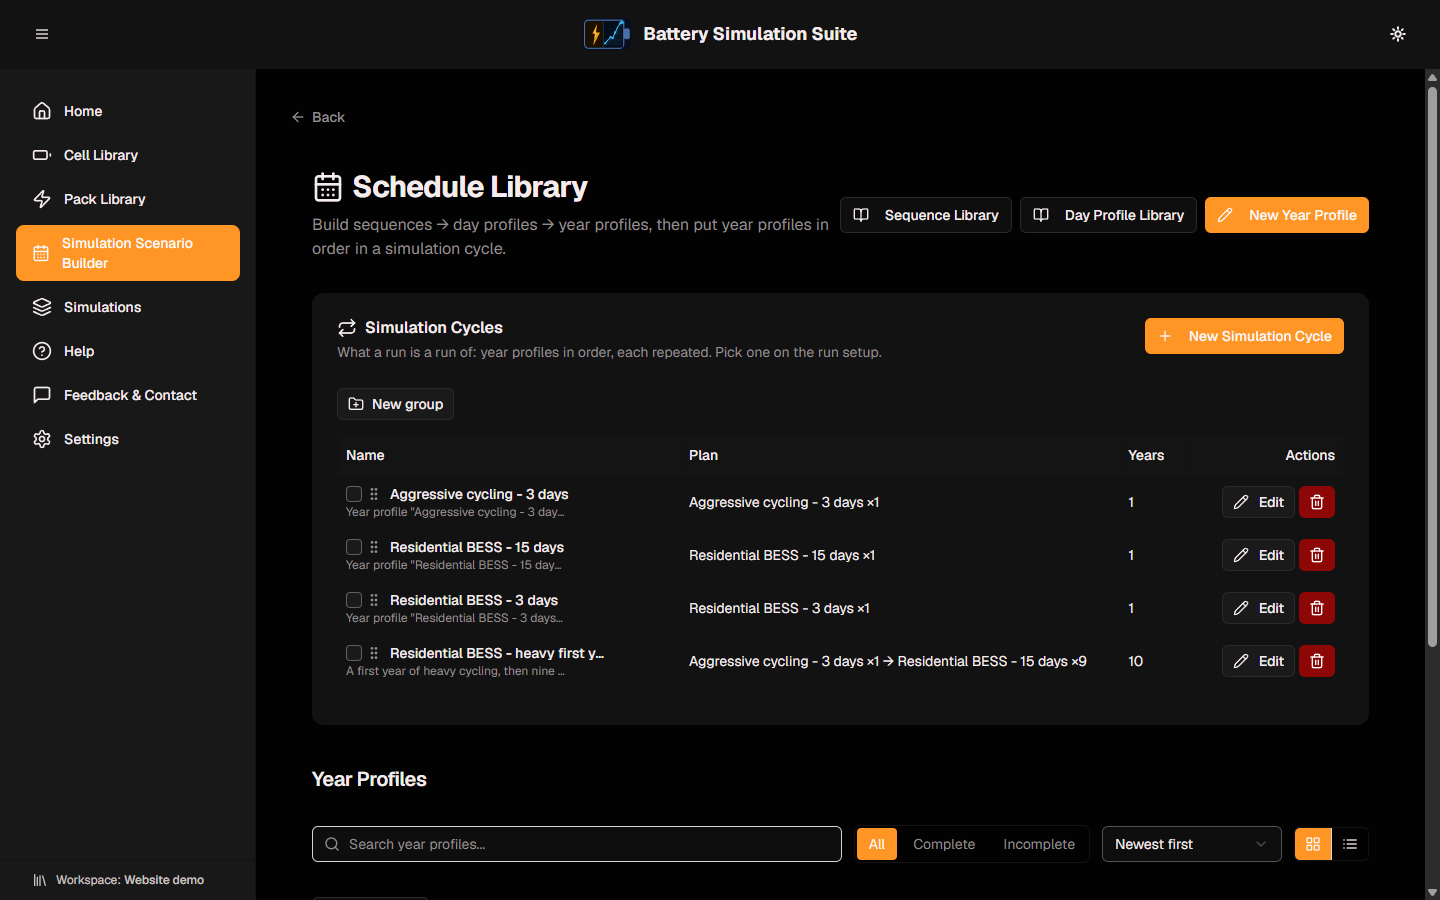 Battery Simulation Suite
Home
Cell Library
Pack Library
Simulation Scenario
Builder
Simulations
Help
Feedback & Contact
Settings
Workspace: Website demo
← Back
Schedule Library
Build sequences → day profiles → year profiles, then put year profiles in
order in a simulation cycle.
Sequence Library
Day Profile Library
New Year Profile
Simulation Cycles
What a run is a run of: year profiles in order, each repeated. Pick one on the run setup.
New Simulation Cycle
New group
Name Plan Years Actions
Aggressive cycling - 3 days
Year profile "Aggressive cycling - 3 day...
Aggressive cycling - 3 days ×1
1
Edit
Residential BESS - 15 days
Year profile "Residential BESS - 15 day...
Residential BESS - 15 days ×1
1
Edit
Residential BESS - 3 days
Year profile "Residential BESS - 3 days...
Residential BESS - 3 days ×1
1
Edit
Residential BESS - heavy first y...
A first year of heavy cycling, then nine ...
Aggressive cycling - 3 days ×1 → Residential BESS - 15 days ×9
10
Edit
Year Profiles
Search year profiles...
All
Complete
Incomplete
Newest first